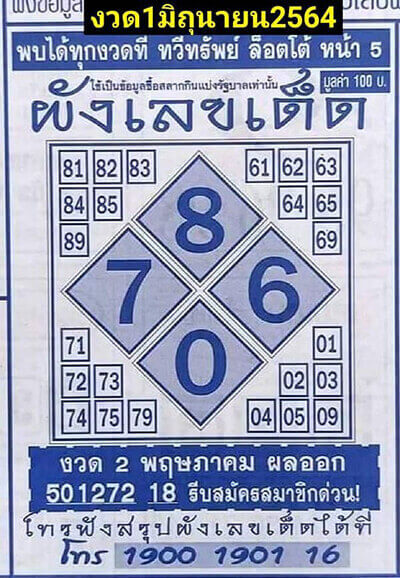 งวด1มิถุนายน2564
พบได้ทุกงวดที่ ทวีทรัพย์ ล็อตโต้ หน้า 5
ใช้เป็นข้อมูลซื้อสลากกินแบ่งรัฐบาลเท่านั้น
มูลค่า 100 บ.
ผังเลขเด็ด
81 82 83 61 62 63
84 85 64 65
89 69
8
7 6
0
71 01
72 73 02 03
74 75 79 04 05 09
งวด 2 พฤษภาคม ผลออก
501272 18 รีบสมัครสมาชิกด่วน!
โทรฟังสรุปผังเลขเด็ดได้ที่
โทร 1900 1901 16